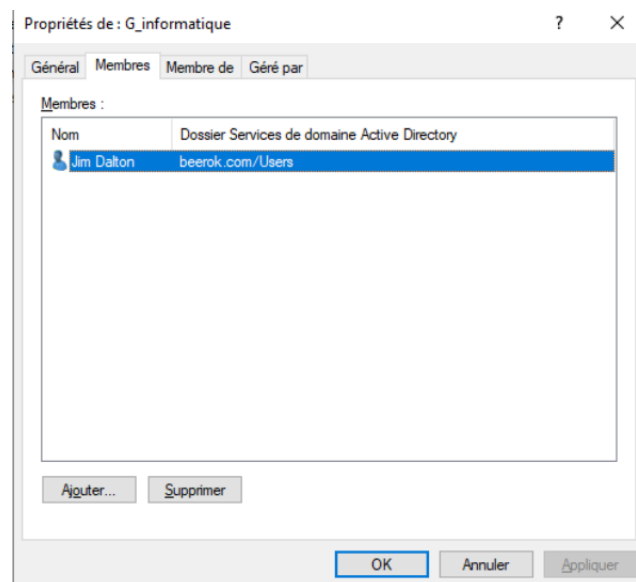 Propriétés de : G_informatique ? ×
Général Membres Membre de Géré par
Membres :
Nom Dossier Services de domaine Active Directory
Jim Dalton beerok.com/Users
Ajouter... Supprimer
OK Annuler Appliquer